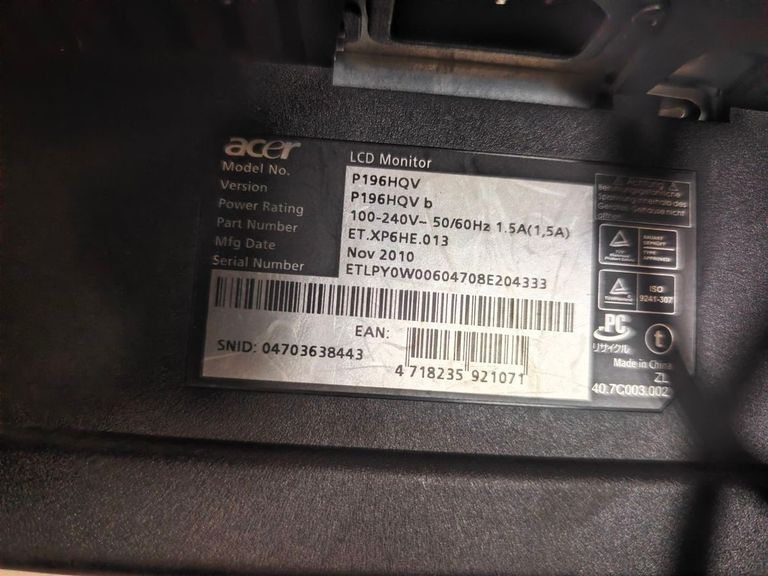 acer
LCD Monitor
Model No. P196HQV
Version P196HQV b
Power Rating 100-240V~ 50/60Hz 1.5A(1,5A)
Part Number ET.XP6HE.013
Mfg Date Nov 2010
Serial Number ETLPY0W00604708E204333
EAN:
SNID: 04703638443
4 718235 921071
ISO
9241-307
PC
リサイクル
t
Made in China
ZL
40.7C003.002